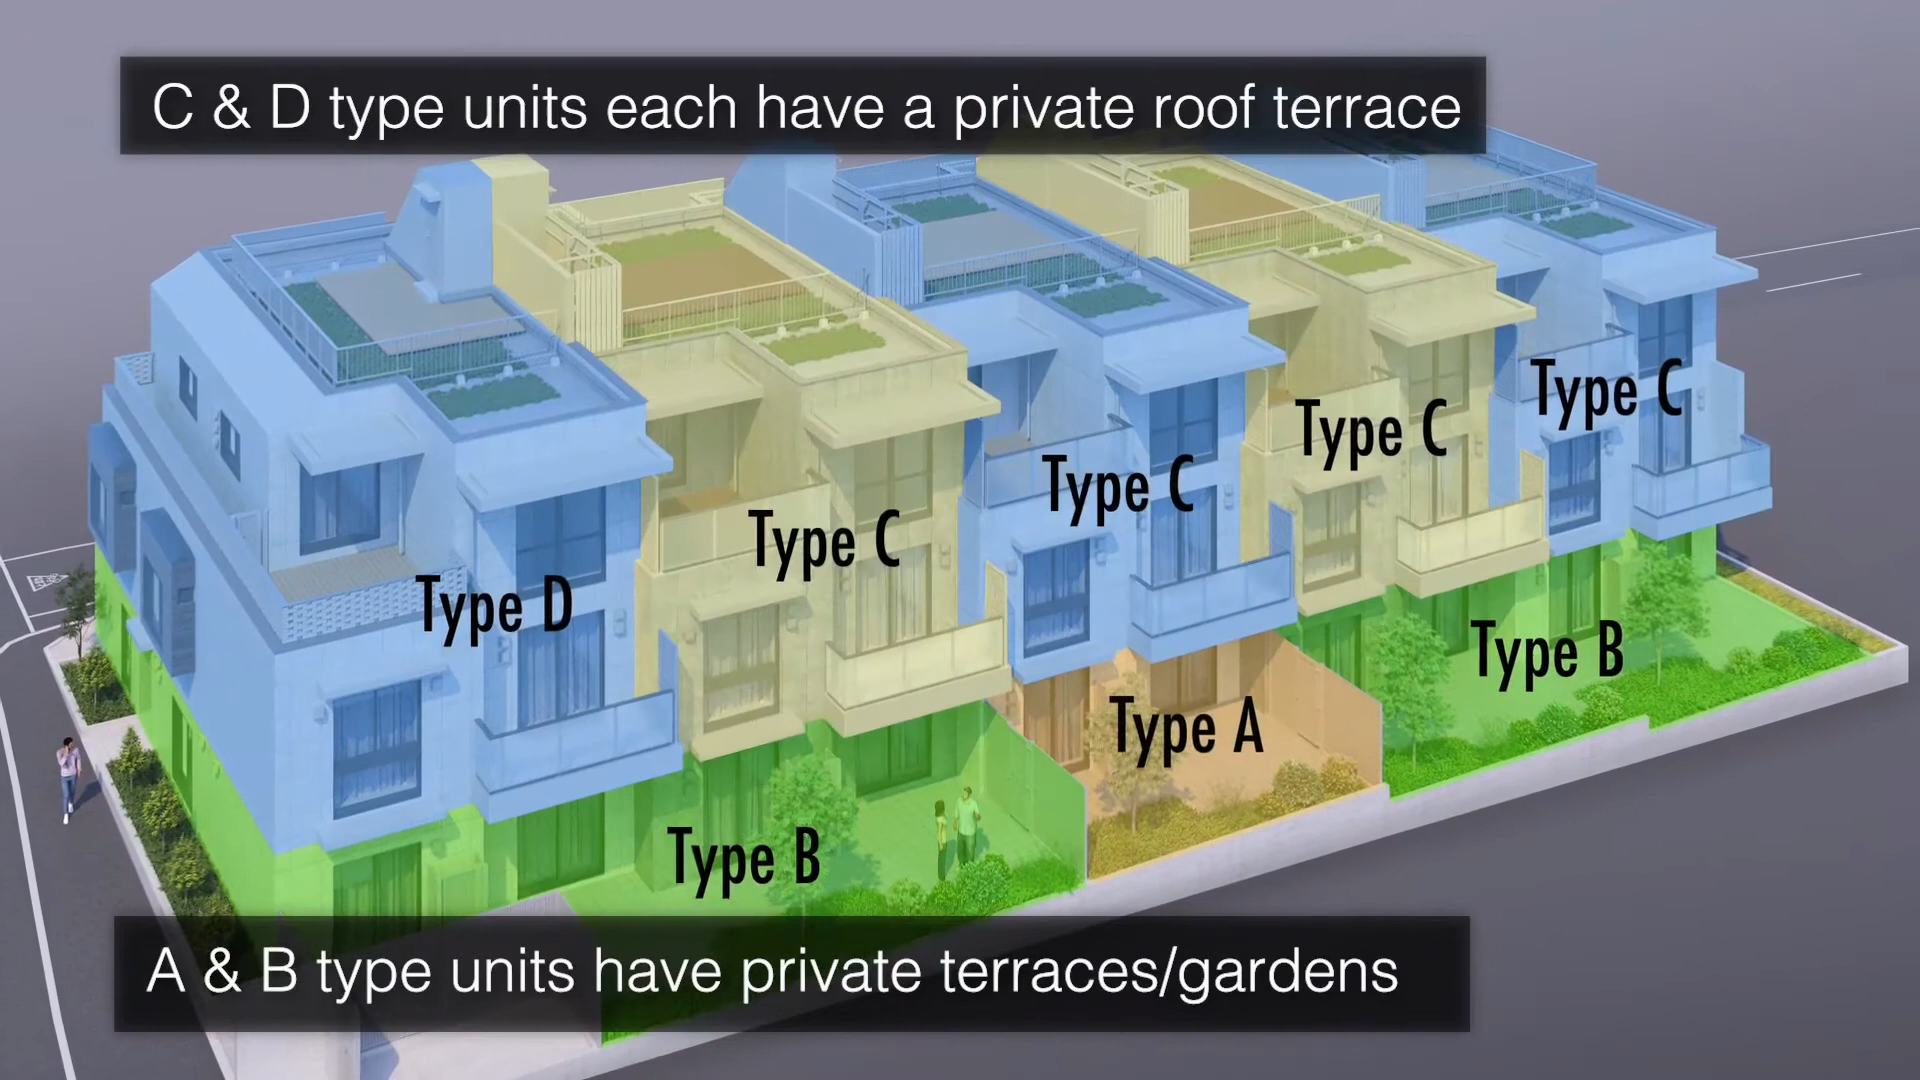 C & D type units each have a private roof terrace
Type C
Type C
Type C
Type C
Type D
Type B
Type A
Type B
A & B type units have private terraces/gardens